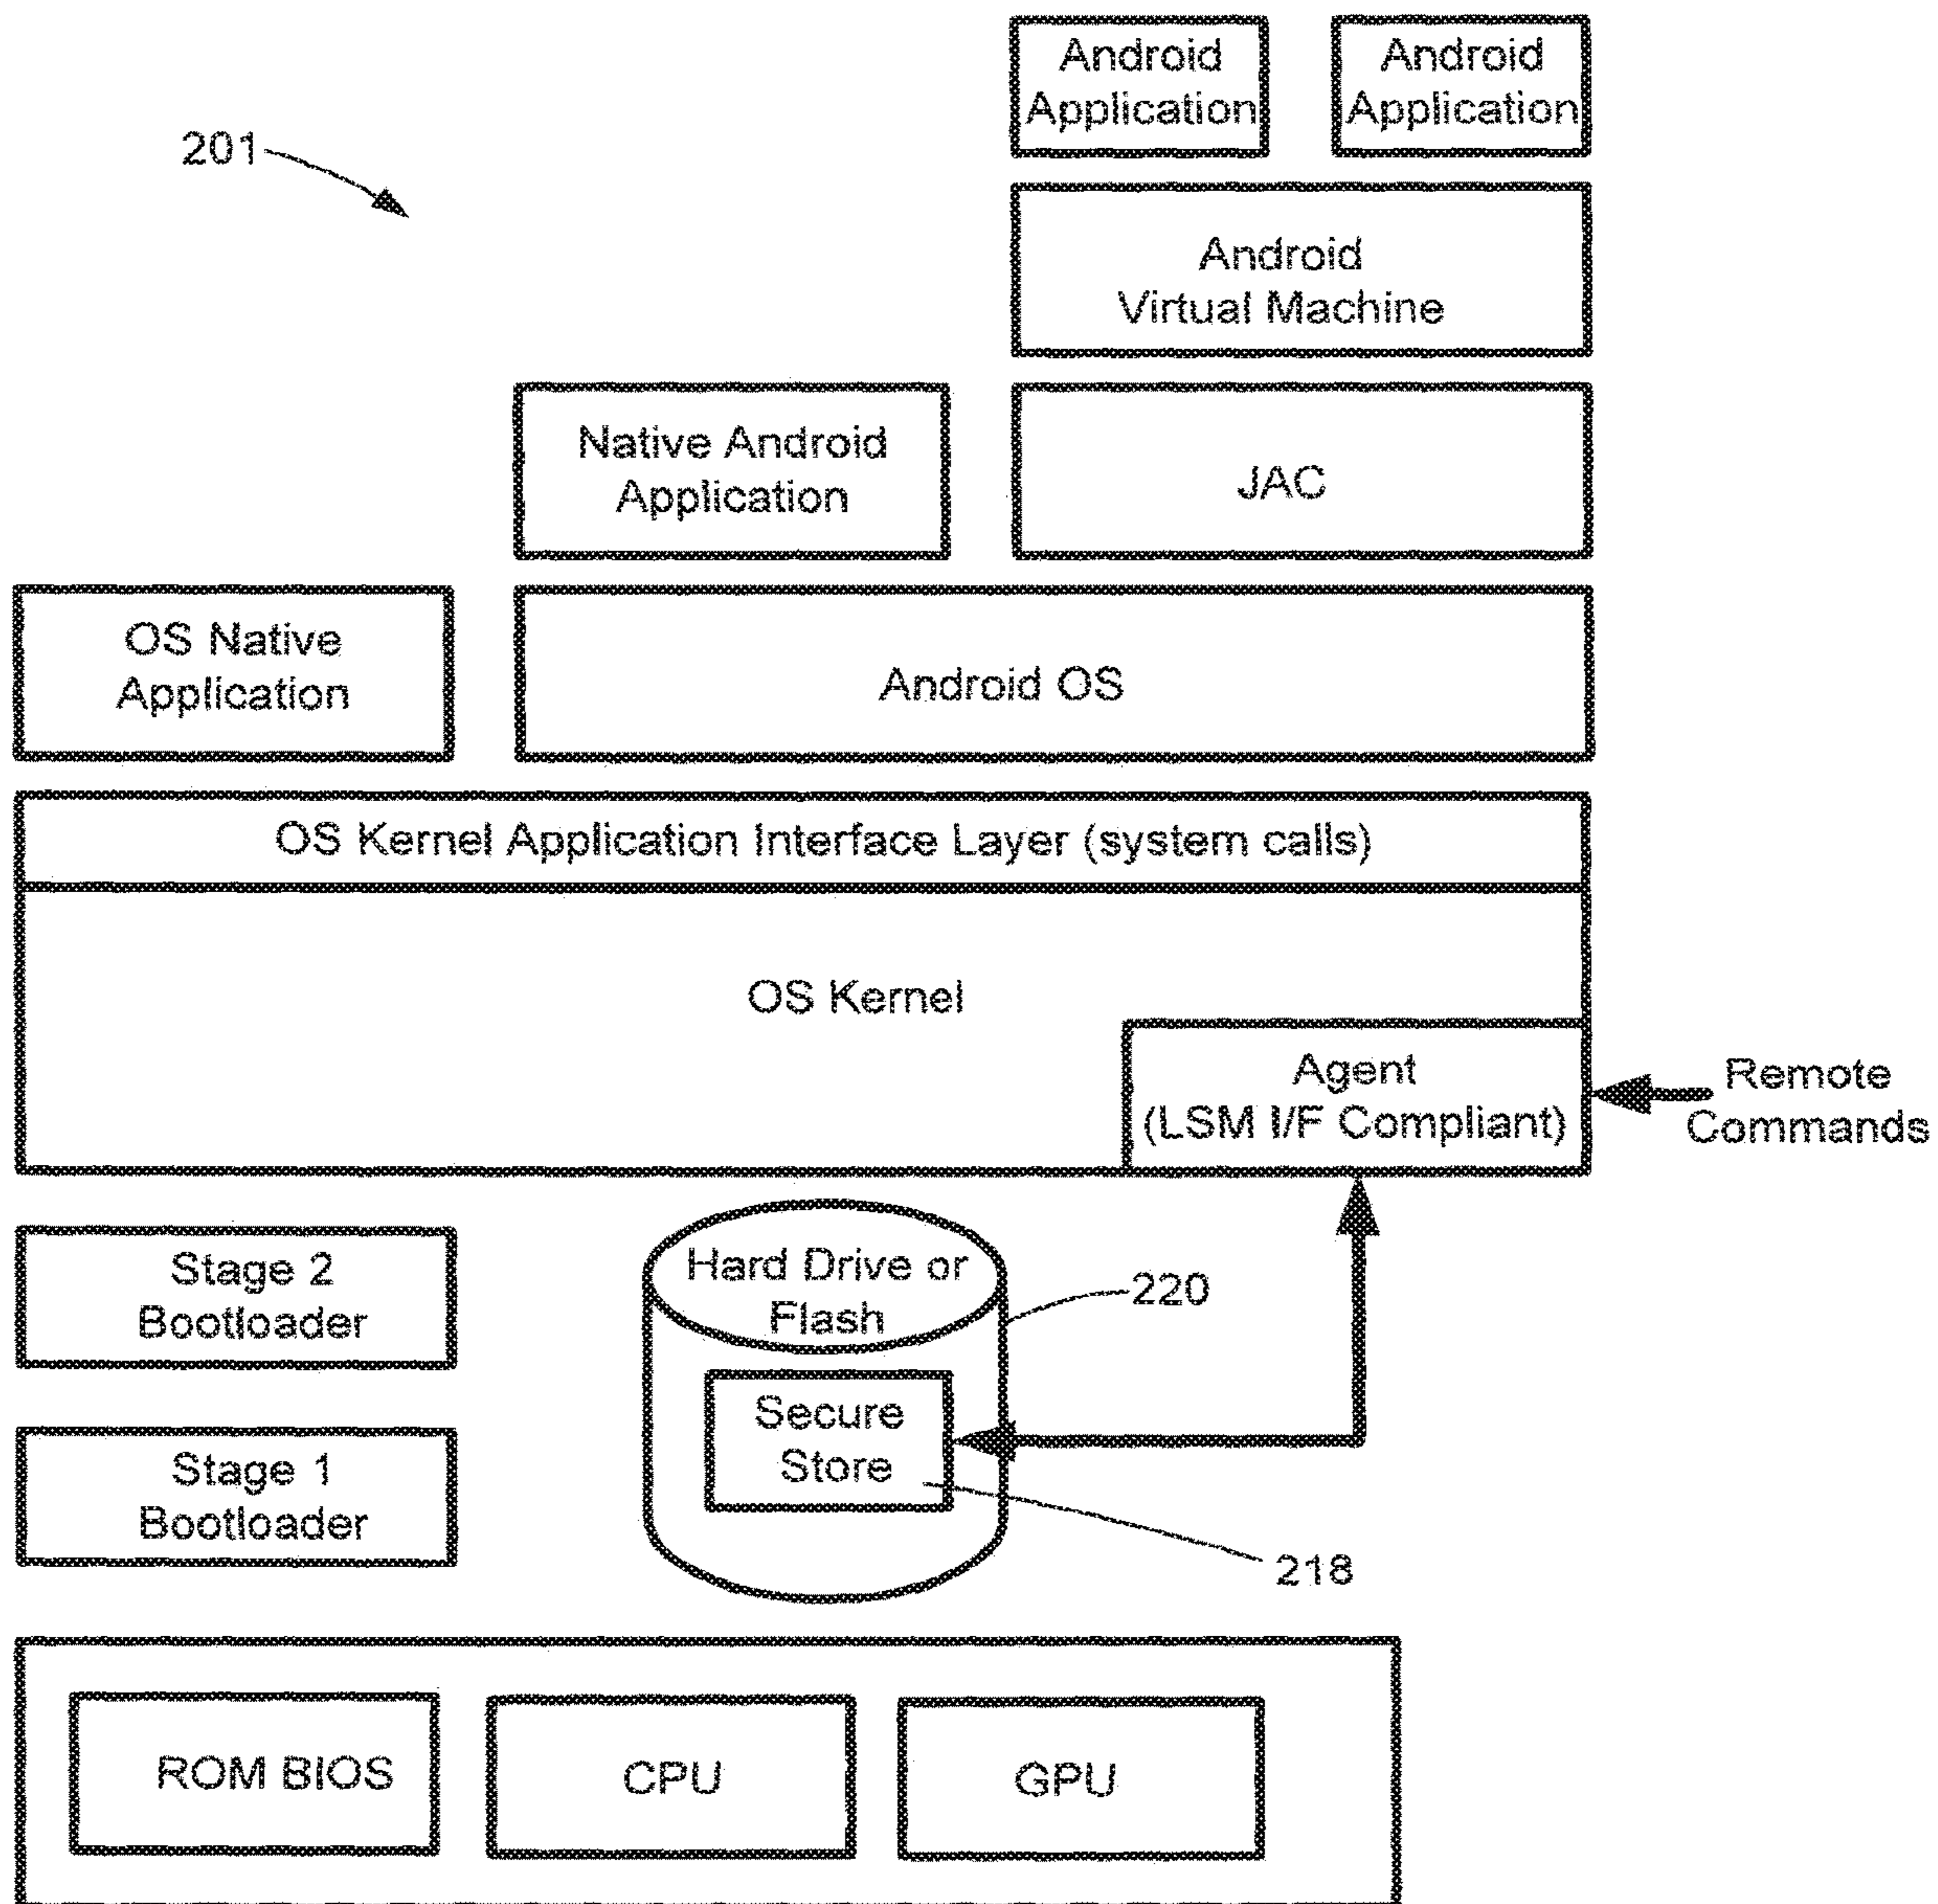 Android
Application
Android
Application
201
Android
Virtual Machine
Native Android
Application
JAC
OS Native
Application
Android OS
OS Kernel Application Interface Layer (system calls)
OS Kernel
Agent
(LSM I/F Compliant)
Remote
Commands
Stage 2
Bootloader
Hard Drive or
Flash
220
Secure
Store
Stage 1
Bootloader
218
ROM BIOS
CPU
GPU